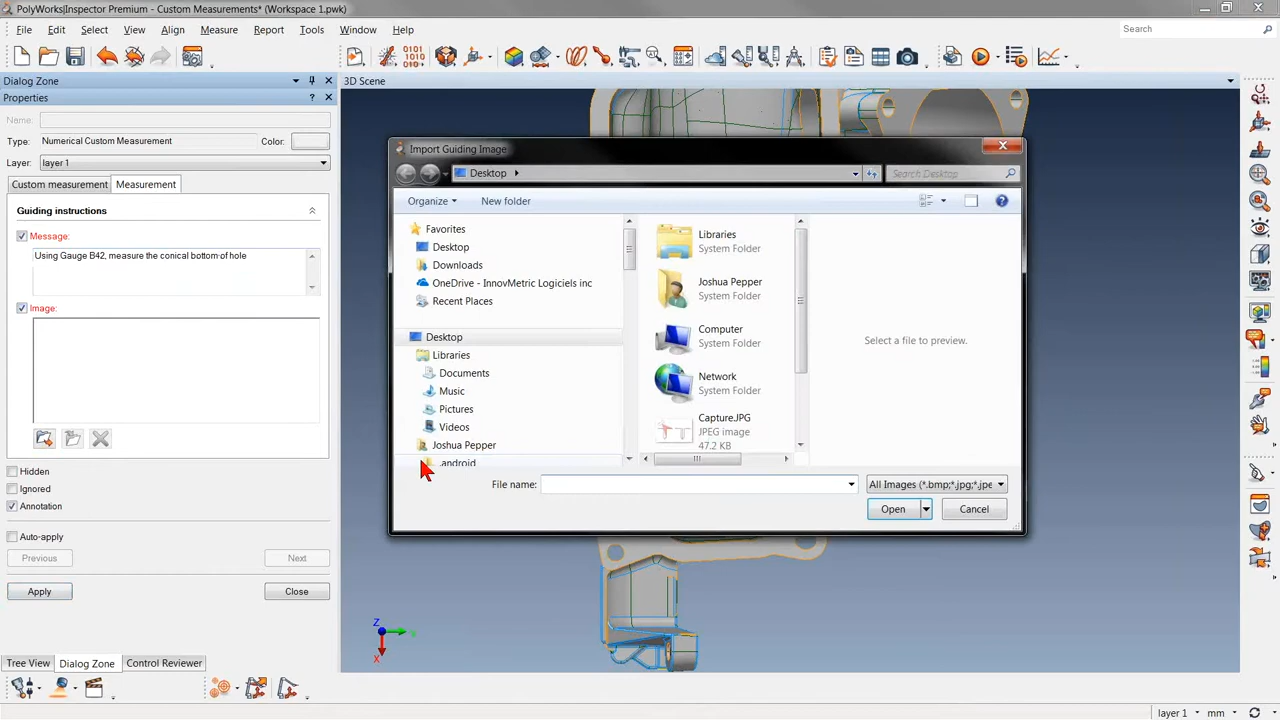 PolyWorks|Inspector Premium - Custom Measurements* (Workspace 1.pwk)
File Edit Select View Align Measure Report Tools Window Help
Search
Dialog Zone
3D Scene
Properties
Name:
Type: Numerical Custom Measurement Color:
Layer: layer 1
Custom measurement Measurement
Guiding instructions
Message:
Using Gauge B42, measure the conical bottom of hole
Image:
Hidden
Ignored
Annotation
Auto-apply
Previous Next
Apply Close
Tree View Dialog Zone Control Reviewer
Import Guiding Image
Desktop
Search Desktop
Organize New folder
Favorites
Desktop
Downloads
OneDrive - InnovMetric Logiciels inc
Recent Places
Desktop
Libraries
Documents
Music
Pictures
Videos
Joshua Pepper
.android
Libraries
System Folder
Joshua Pepper
System Folder
Computer
System Folder
Network
System Folder
Capture.JPG
JPEG image
47.2 KB
Select a file to preview.
File name:
All Images (*.bmp;*.jpg;*.jpe
Open Cancel
Z
X
layer 1 mm